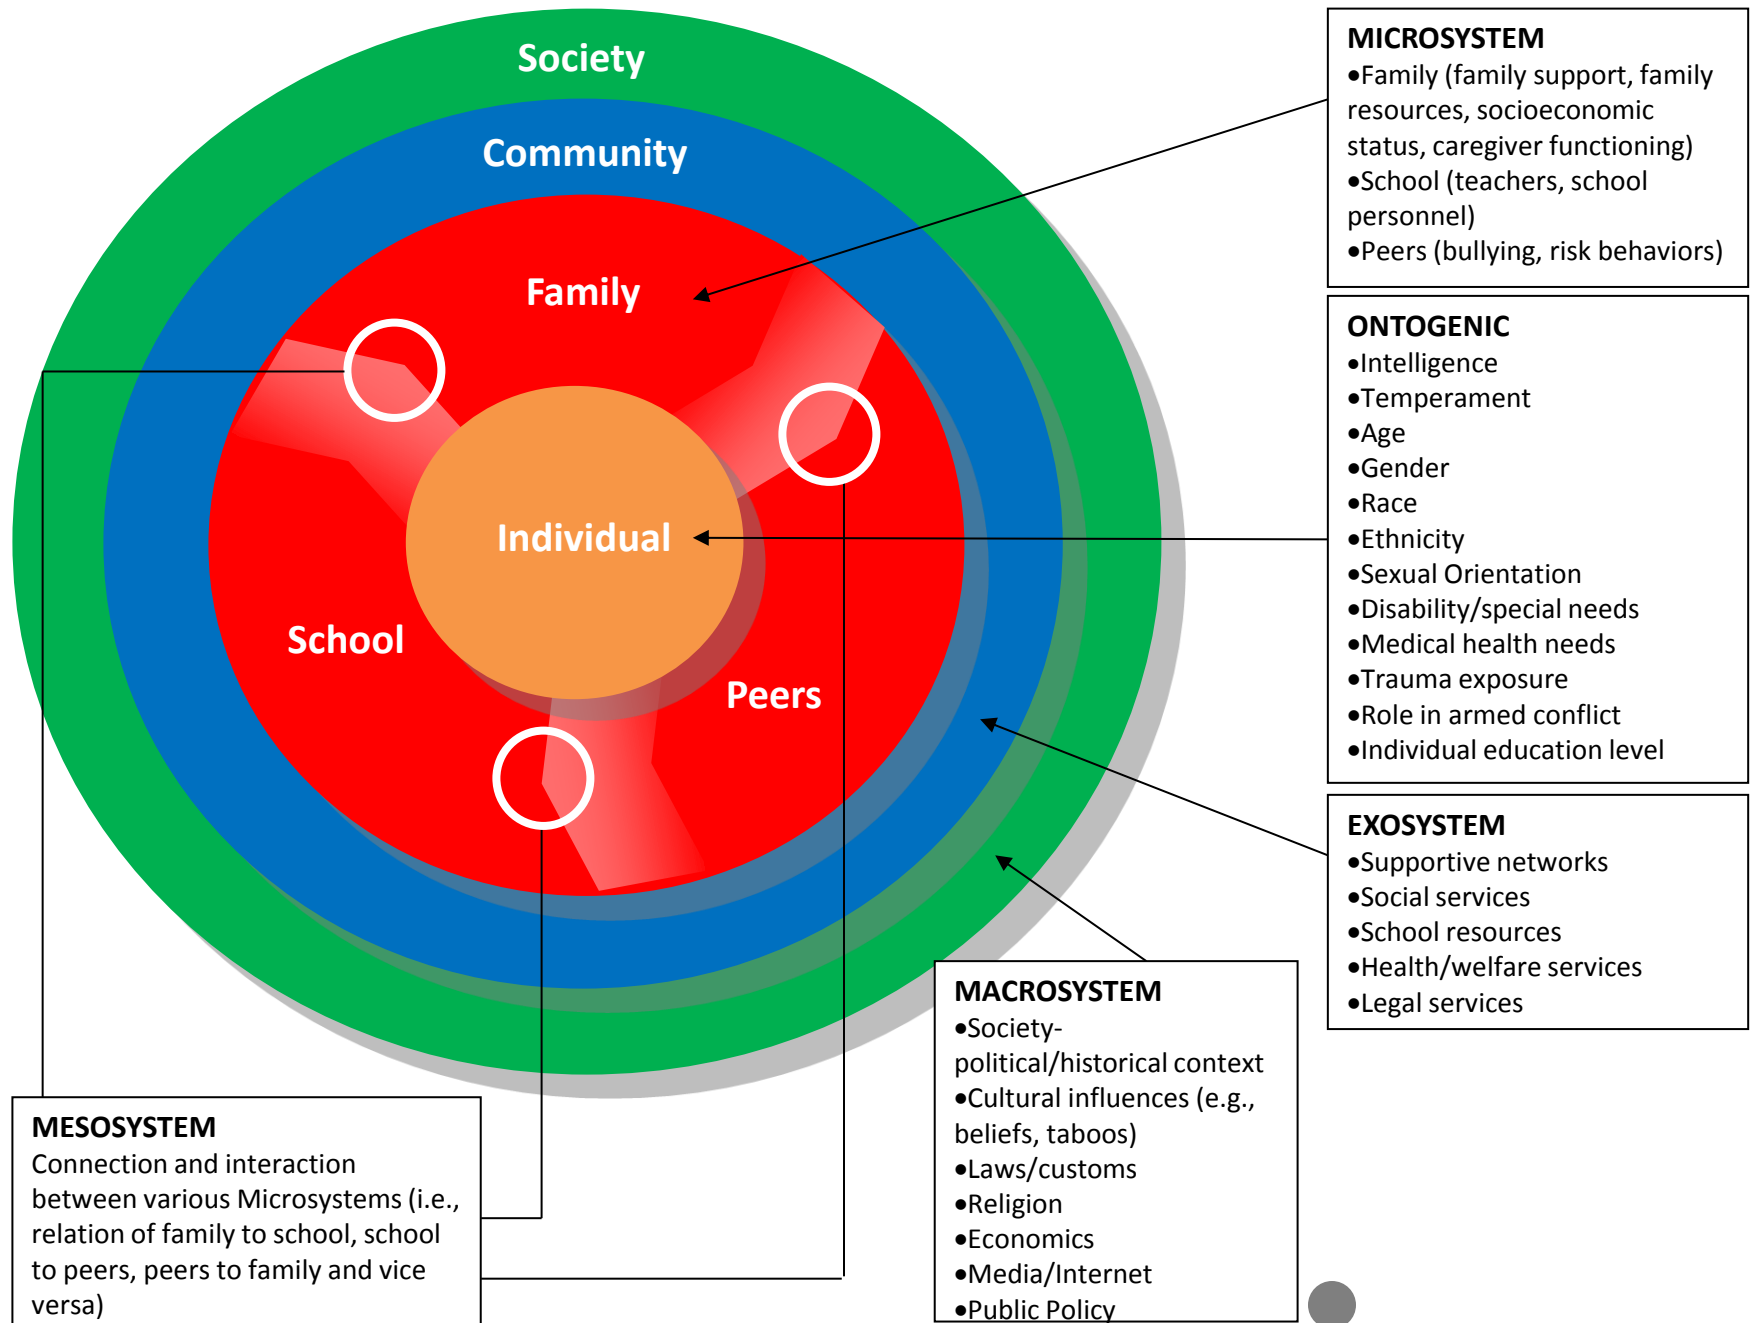 Society
Community
Family
Individual
School
Peers
MICROSYSTEM
•Family (family support, family
resources, socioeconomic
status, caregiver functioning)
•School (teachers, school
personnel)
•Peers (bullying, risk behaviors)
ONTOGENIC
•Intelligence
•Temperament
•Age
•Gender
•Race
•Ethnicity
•Sexual Orientation
•Disability/special needs
•Medical health needs
•Trauma exposure
•Role in armed conflict
•Individual education level
EXOSYSTEM
•Supportive networks
•Social services
•School resources
•Health/welfare services
•Legal services
MACROSYSTEM
•Society-
political/historical context
•Cultural influences (e.g.,
beliefs, taboos)
•Laws/customs
•Religion
•Economics
•Media/Internet
•Public Policy
MESOSYSTEM
Connection and interaction
between various Microsystems (i.e.,
relation of family to school, school
to peers, peers to family and vice
versa)